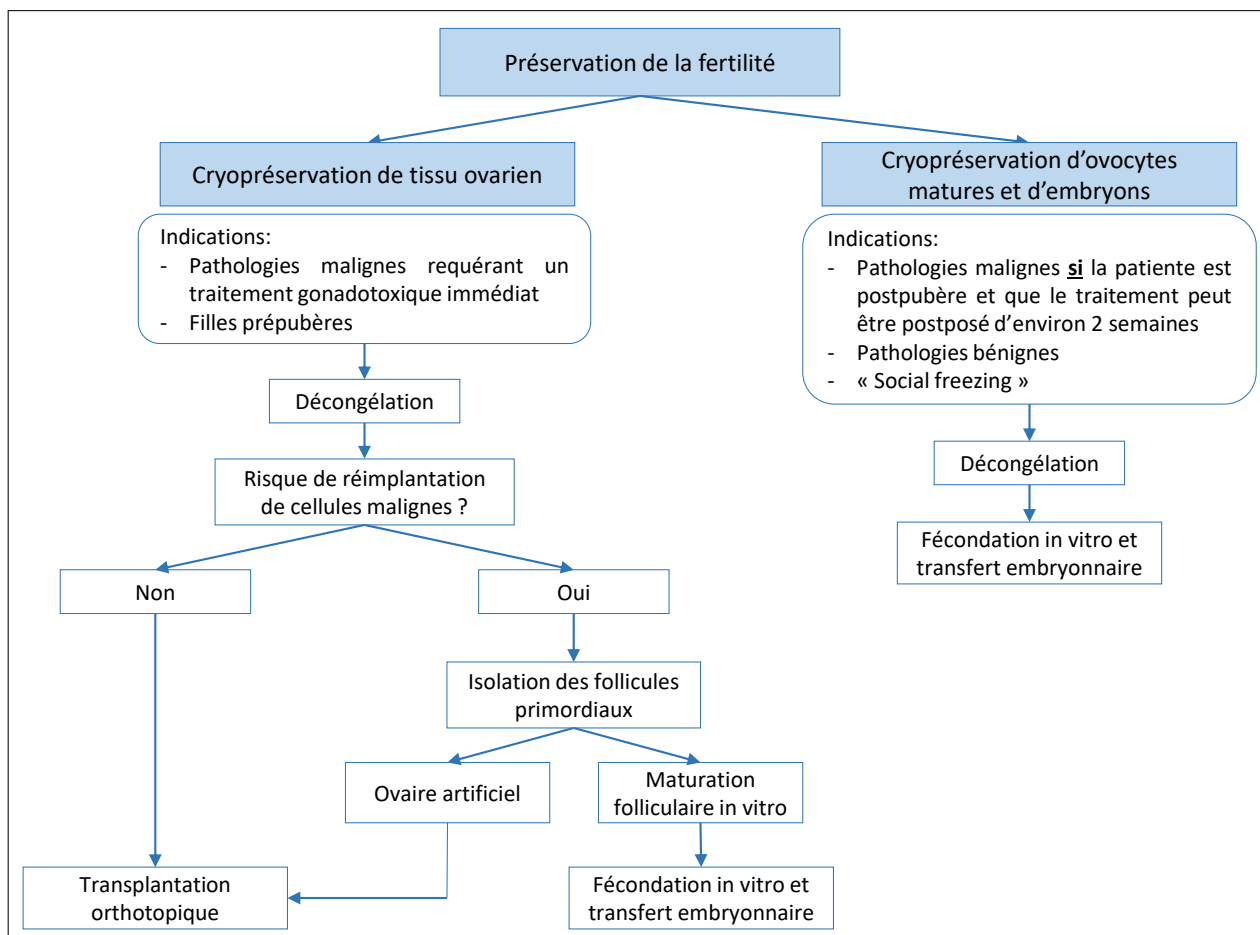 Préservation de la fertilité
Cryopréservation de tissu ovarien
Indications:
- Pathologies malignes requérant un
traitement gonadotoxique immédiat
- Filles prépubères
Décongélation
Risque de réimplantation
de cellules malignes ?
Non
Oui
Isolation des follicules
primordiaux
Ovaire artificiel
Maturation
folliculaire in vitro
Transplantation
orthotopique
Fécondation in vitro et
transfert embryonnaire
Cryopréservation d’ovocytes
matures et d’embryons
Indications:
- Pathologies malignes si la patiente est
postpubère et que le traitement peut
être postposé d’environ 2 semaines
- Pathologies bénignes
- « Social freezing »
Décongélation
Fécondation in vitro et
transfert embryonnaire